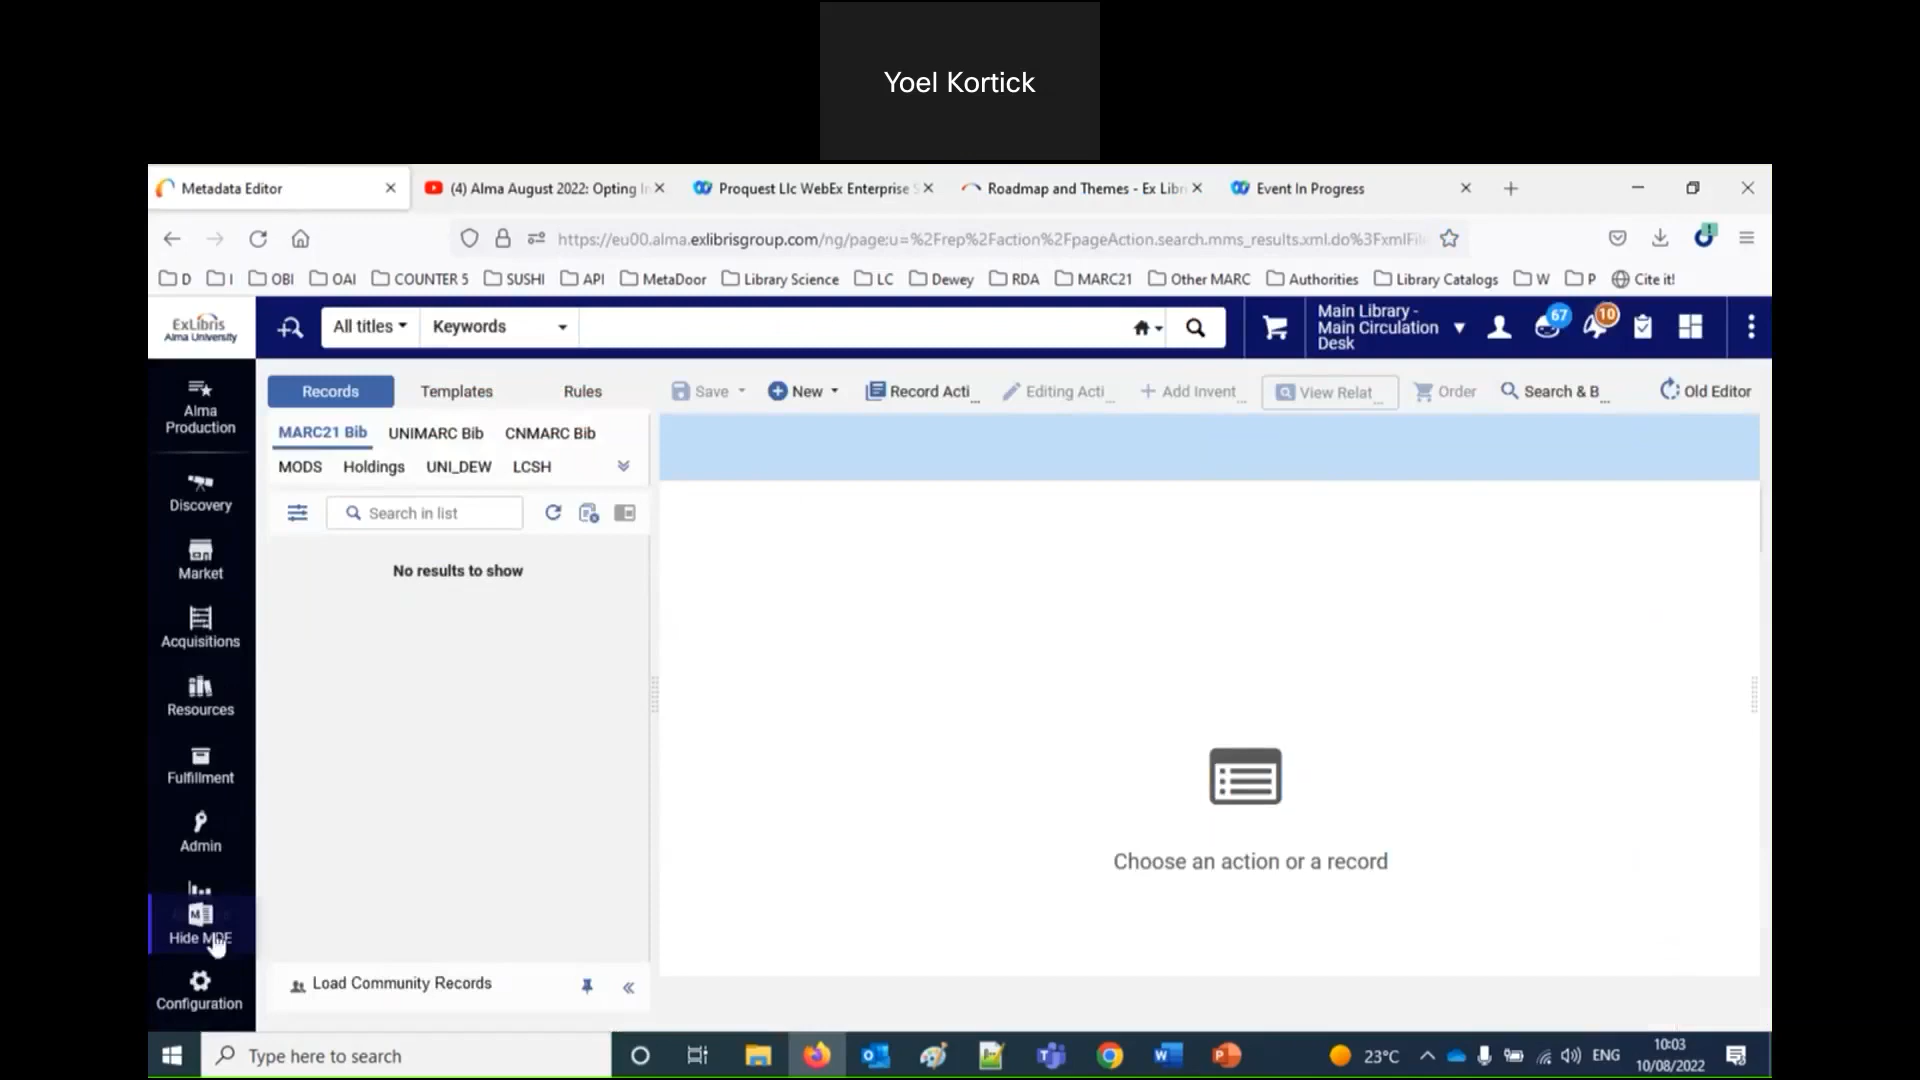 Yoel Kortick
Metadata Editor
(4) Alma August 2022: Opting In
Proquest Llc WebEx Enterprise S
Roadmap and Themes - Ex Libri
Event In Progress
https://eu00.alma.exlibrisgroup.com/ng/page;u=%2Frep%2Faction%2FpageAction.search.mms_results.xml.do%3FxmlFil
D
I
OBI
OAI
COUNTER 5
SUSHI
API
MetaDoor
Library Science
LC
Dewey
RDA
MARC21
Other MARC
Authorities
Library Catalogs
W
P
Cite it!
ExLibris
Alma University
All titles
Keywords
Main Library -
Main Circulation
Desk
67
10
Alma
Production
Discovery
Market
Acquisitions
Resources
Fulfillment
Admin
Hide MDE
Configuration
Records
Templates
Rules
Save
New
Record Acti...
Editing Acti...
Add Invent...
View Relat...
Order
Search & B...
Old Editor
MARC21 Bib
UNIMARC Bib
CNMARC Bib
MODS
Holdings
UNI_DEW
LCSH
Search in list
No results to show
Choose an action or a record
Load Community Records
Type here to search
23°C
ENG
10:03
10/08/2022